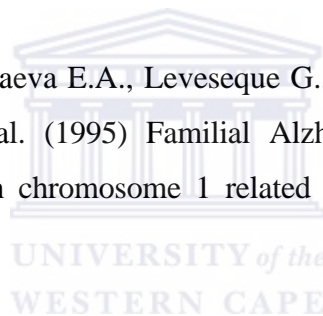 aeva E.A., Leveseque G.
al. (1995) Familial Alzh
n chromosome 1 related
UNIVERSITY of the
WESTERN CAPE